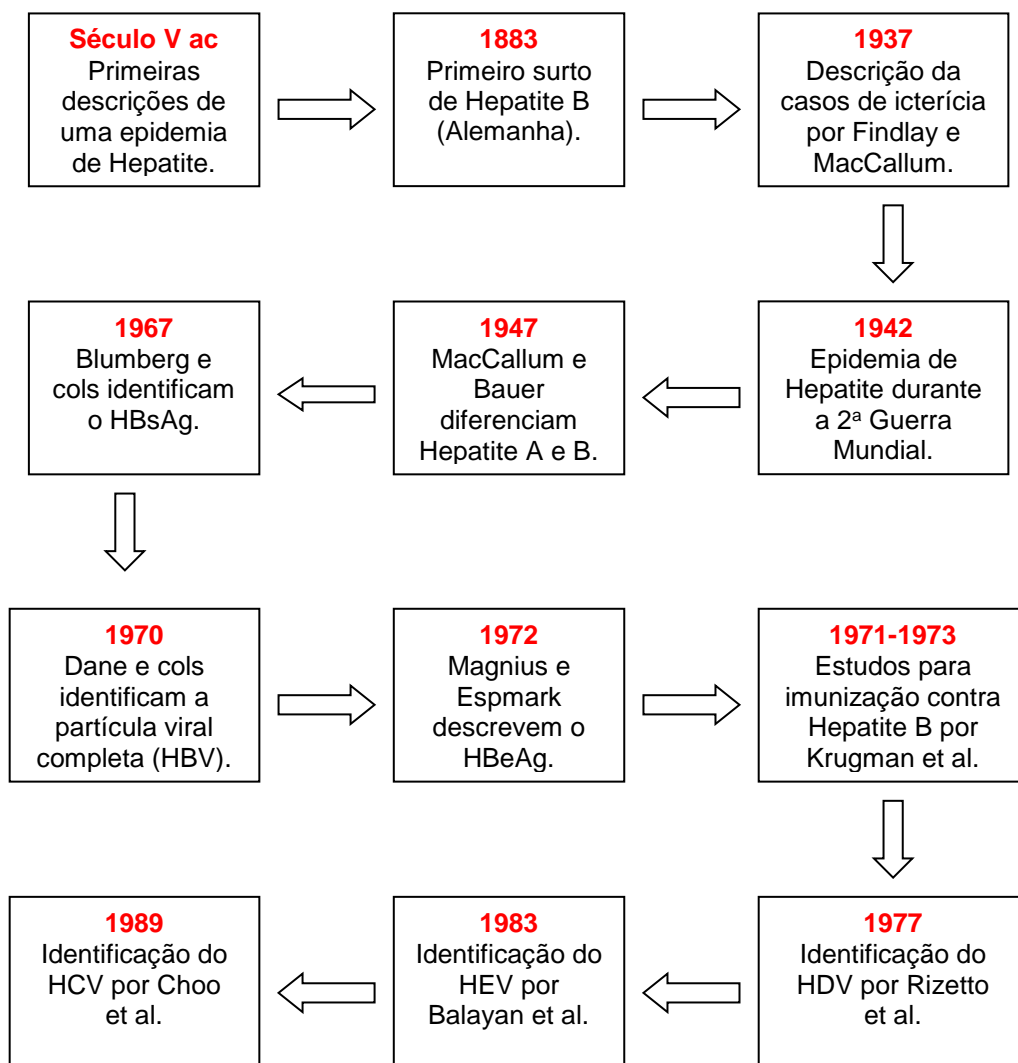 Século V ac
Primeiras
descrições de
uma epidemia
de Hepatite.
1883
Primeiro surto
de Hepatite B
(Alemanha).
1937
Descrição da
casos de icterícia
por Findlay e
MacCallum.
1942
Epidemia de
Hepatite durante
a 2ª Guerra
Mundial.
1947
MacCallum e
Bauer
diferenciam
Hepatite A e B.
1967
Blumberg e
cols identificam
o HBsAg.
1970
Dane e cols
identificam a
partícula viral
completa (HBV).
1972
Magnius e
Espmark
descrevem o
HBeAg.
1971-1973
Estudos para
imunização contra
Hepatite B por
Krugman et al.
1977
Identificação do
HDV por Rizetto
et al.
1983
Identificação do
HEV por
Balayan et al.
1989
Identificação do
HCV por Choo
et al.